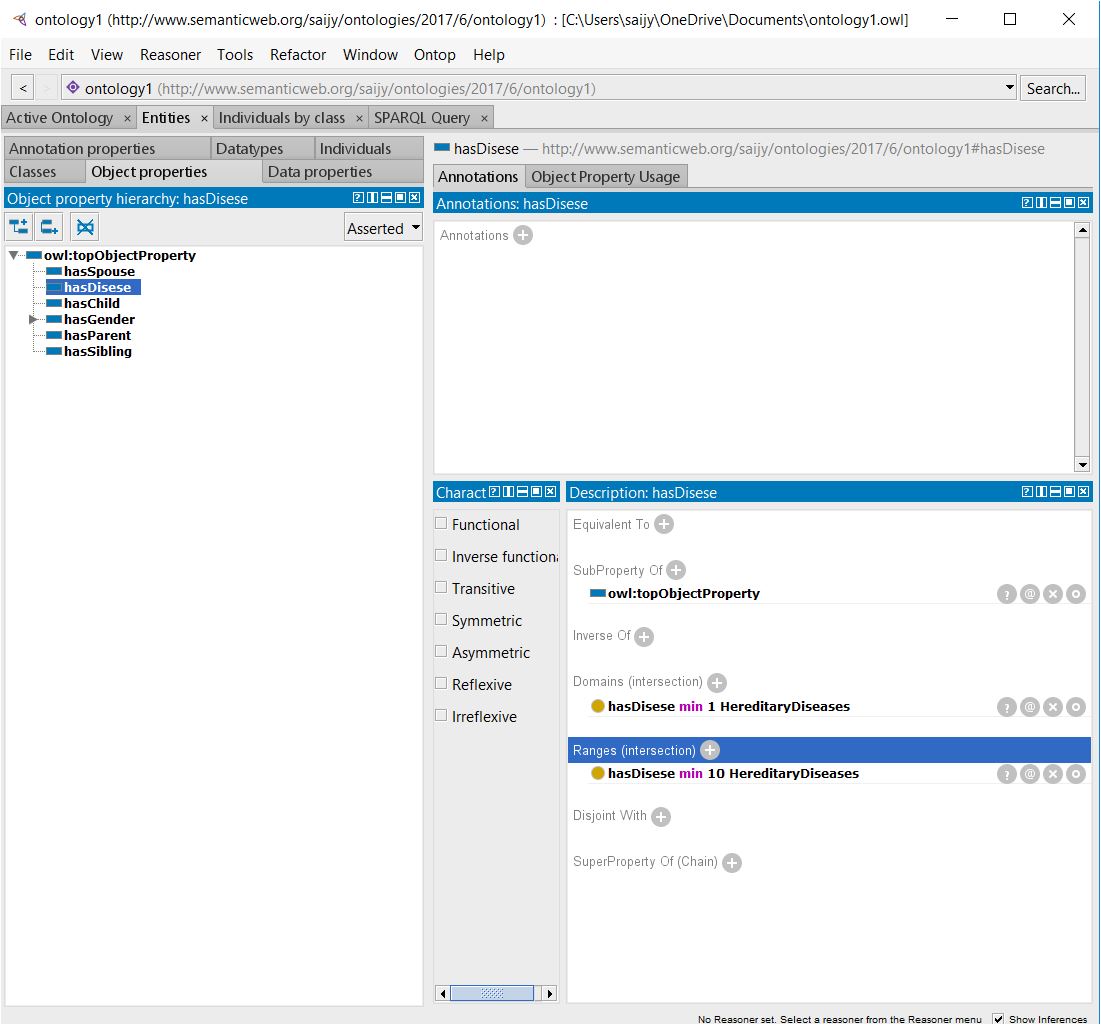 ontology1 (http://www.semanticweb.org/saijy/ontologies/2017/6/ontology1) : [C:\Users\saijy\OneDrive\Documents\ontology1.owl]
File Edit View Reasoner Tools Refactor Window Ontop Help
< > ontology1 (http://www.semanticweb.org/saijy/ontologies/2017/6/ontology1) Search...
Active Ontology × Entities × Individuals by class × SPARQL Query ×
Annotation properties Datatypes Individuals
Classes Object properties Data properties
Object property hierarchy: hasDisese
Asserted
owl:topObjectProperty
hasSpouse
hasDisese
hasChild
hasGender
hasParent
hasSibling
hasDisese — http://www.semanticweb.org/saijy/ontologies/2017/6/ontology1#hasDisese
Annotations Object Property Usage
Annotations: hasDisese
Annotations
Charact
Functional
Inverse functiona
Transitive
Symmetric
Asymmetric
Reflexive
Irreflexive
Description: hasDisese
Equivalent To
SubProperty Of
owl:topObjectProperty
Inverse Of
Domains (intersection)
hasDisese min 1 HereditaryDiseases
Ranges (intersection)
hasDisese min 10 HereditaryDiseases
Disjoint With
SuperProperty Of (Chain)
No Reasoner set. Select a reasoner from the Reasoner menu Show Inferences